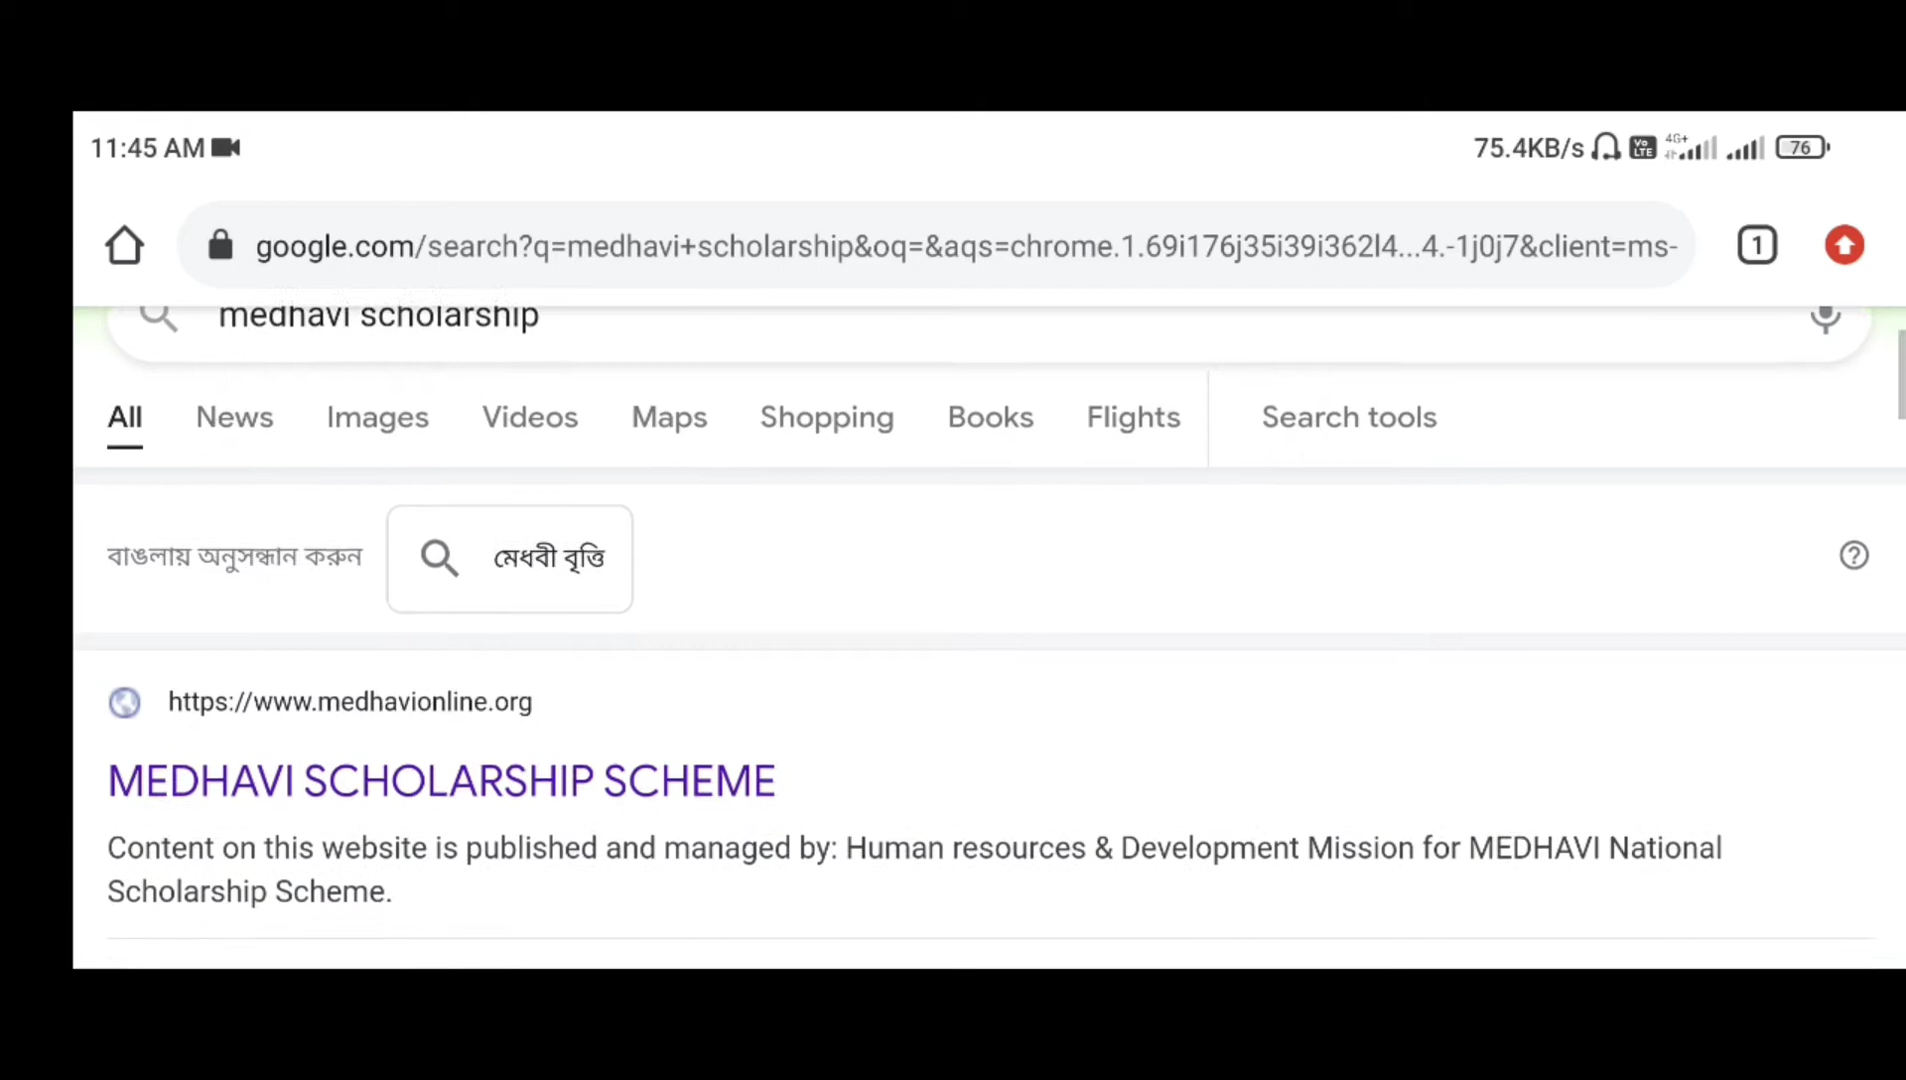 11:45 AM 75.4KB/s Vo LTE 4G+ 76
google.com/search?q=medhavi+scholarship&oq=&aqs=chrome.1.69i176j35i39i362l4...4.-1j0j7&client=ms- 1
medhavi scholarship
All News Images Videos Maps Shopping Books Flights Search tools
বাঙলায় অনুসন্ধান করুন মেধবী বৃত্তি
https://www.medhavionline.org
MEDHAVI SCHOLARSHIP SCHEME
Content on this website is published and managed by: Human resources & Development Mission for MEDHAVI National
Scholarship Scheme.